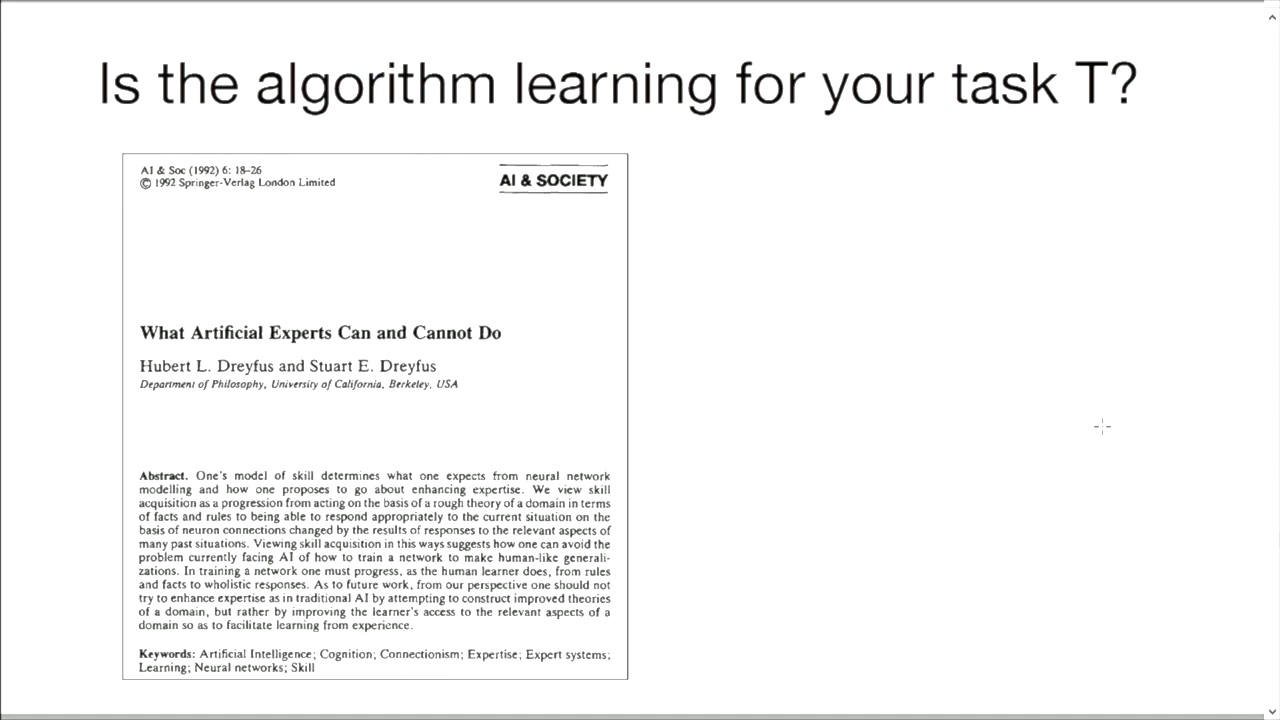 Is the algorithm learning for your task T?
AI & Soc (1992) 6: 18-26
© 1992 Springer-Verlag London Limited
AI & SOCIETY
What Artificial Experts Can and Cannot Do
Hubert L. Dreyfus and Stuart E. Dreyfus
Department of Philosophy, University of California, Berkeley, USA
Abstract. One's model of skill determines what one expects from neural network
modelling and how one proposes to go about enhancing expertise. We view skill
acquisition as a progression from acting on the basis of a rough theory of a domain in terms
of facts and rules to being able to respond appropriately to the current situation on the
basis of neuron connections changed by the results of responses to the relevant aspects of
many past situations. Viewing skill acquisition in this ways suggests how one can avoid the
problem currently facing AI of how to train a network to make human-like generali-
zations. In training a network one must progress, as the human learner does, from rules
and facts to wholistic responses. As to future work, from our perspective one should not
try to enhance expertise as in traditional AI by attempting to construct improved theories
of a domain, but rather by improving the learner's access to the relevant aspects of a
domain so as to facilitate learning from experience.
Keywords: Artificial Intelligence; Cognition; Connectionism; Expertise; Expert systems;
Learning; Neural networks; Skill